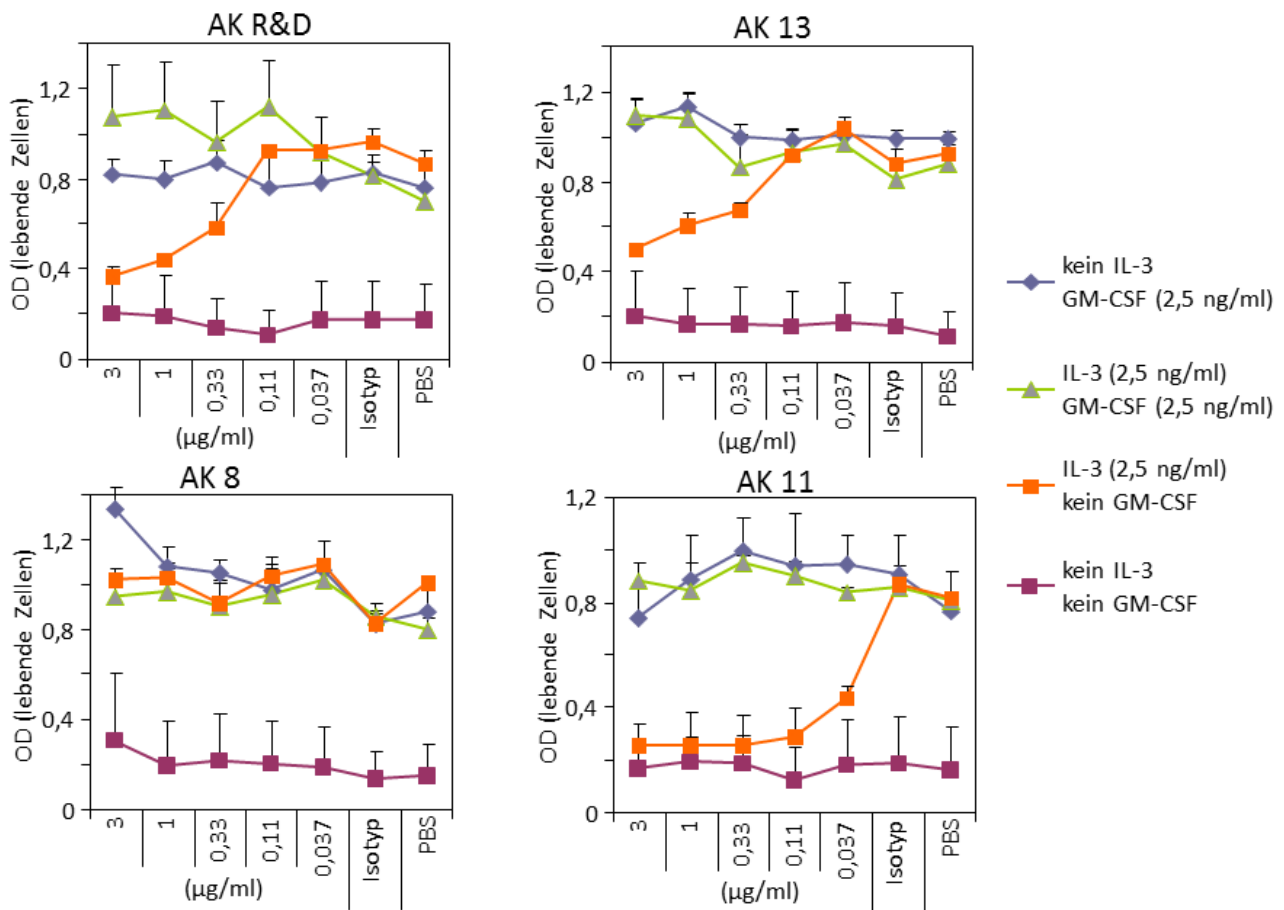 AK R&D
OD (lebende Zellen)
1,2
0,8
0,4
0
3
1
0,33
0,11
0,037
Isotyp
PBS
(µg/ml)
AK 13
OD (lebende Zellen)
1,2
0,8
0,4
0
3
1
0,33
0,11
0,037
Isotyp
PBS
(µg/ml)
kein IL-3
GM-CSF (2,5 ng/ml)
IL-3 (2,5 ng/ml)
GM-CSF (2,5 ng/ml)
IL-3 (2,5 ng/ml)
kein GM-CSF
kein IL-3
kein GM-CSF
AK 8
OD (lebende Zellen)
1,2
0,8
0,4
0
3
1
0,33
0,11
0,037
Isotyp
PBS
(µg/ml)
AK 11
OD (lebende Zellen)
1,2
0,8
0,4
0
3
1
0,33
0,11
0,037
Isotyp
PBS
(µg/ml)